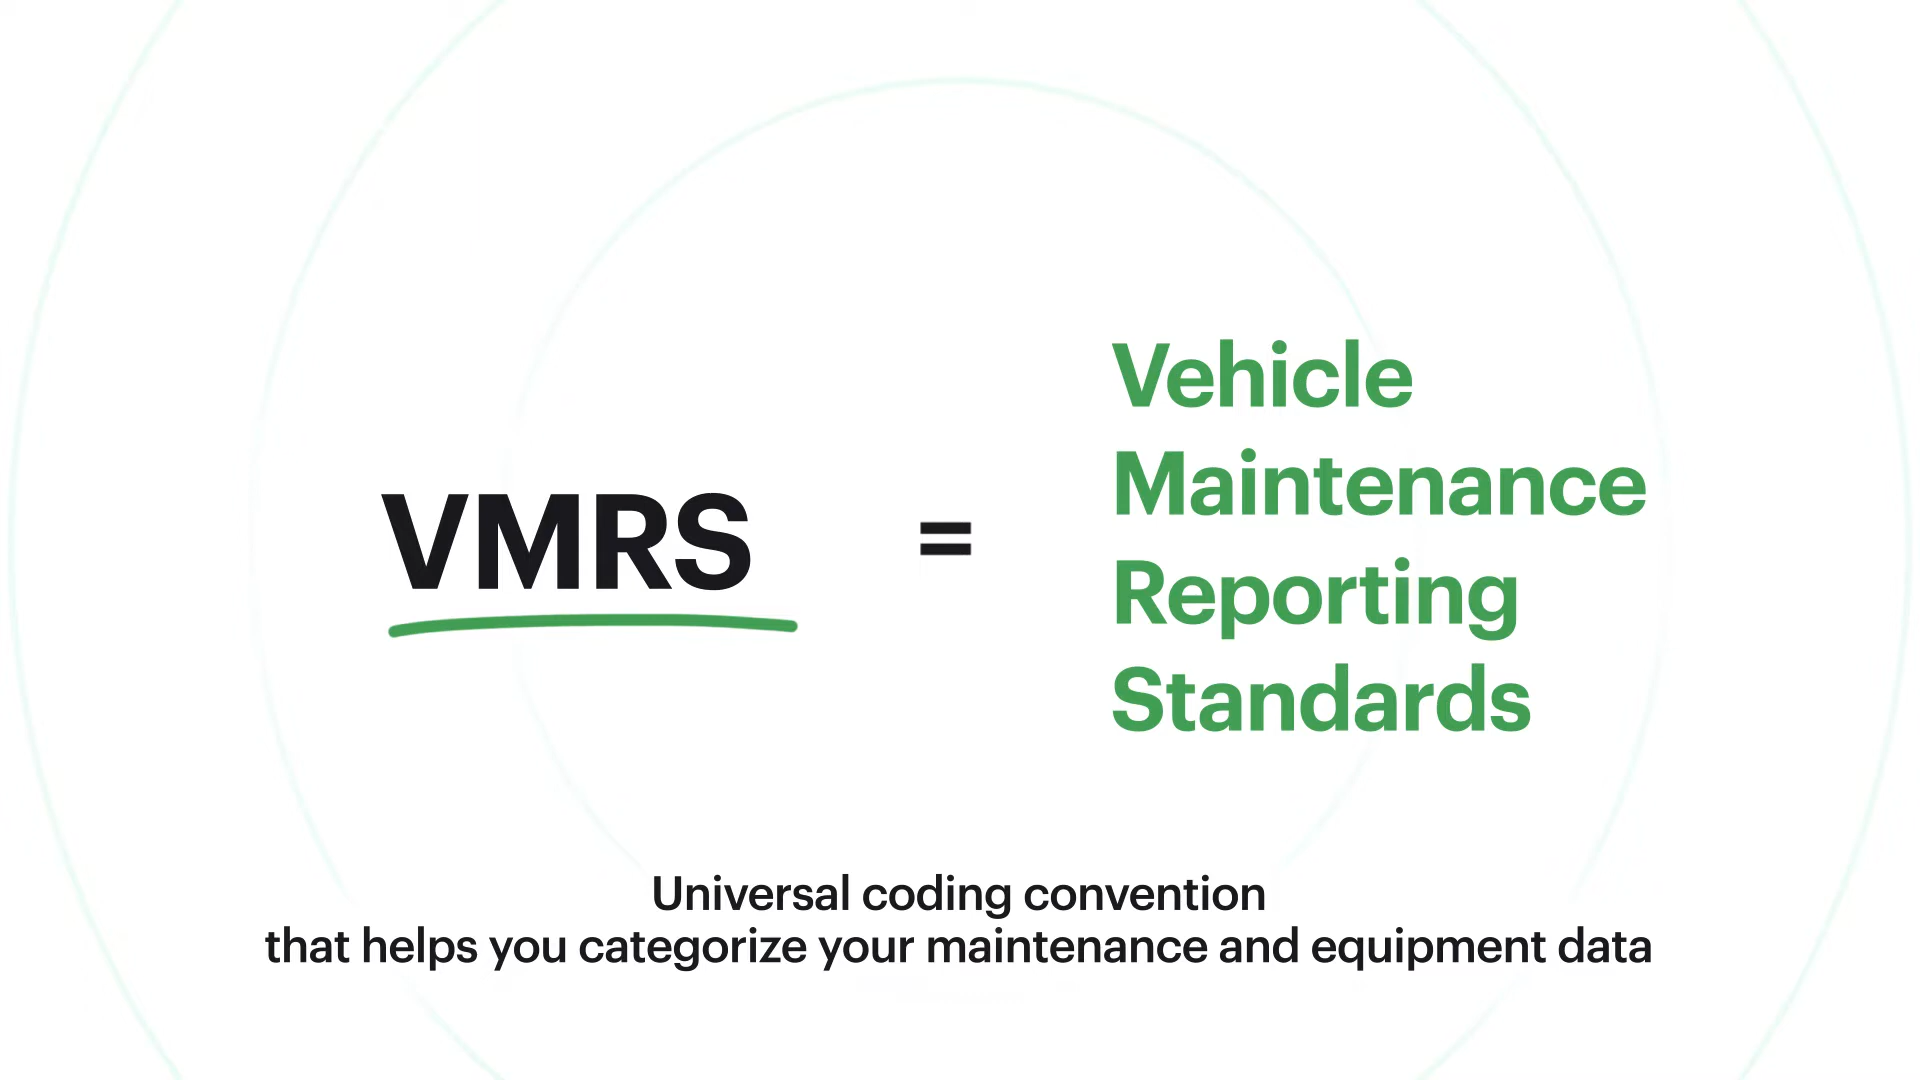 VMRS
=
Vehicle
Maintenance
Reporting
Standards
Universal coding convention
that helps you categorize your maintenance and equipment data